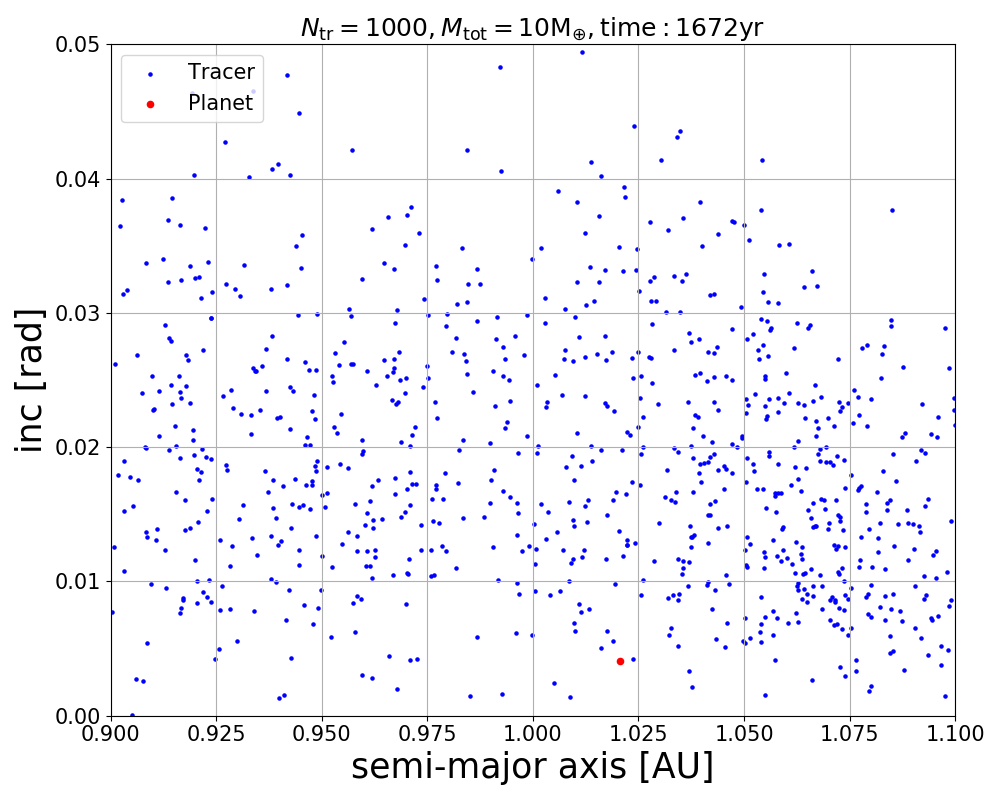 N_tr = 1000, M_tot = 10M_⊕, time : 1672yr
Tracer
Planet
inc [rad]
0.05
0.04
0.03
0.02
0.01
0.00
0.900 0.925 0.950 0.975 1.000 1.025 1.050 1.075 1.100
semi-major axis [AU]